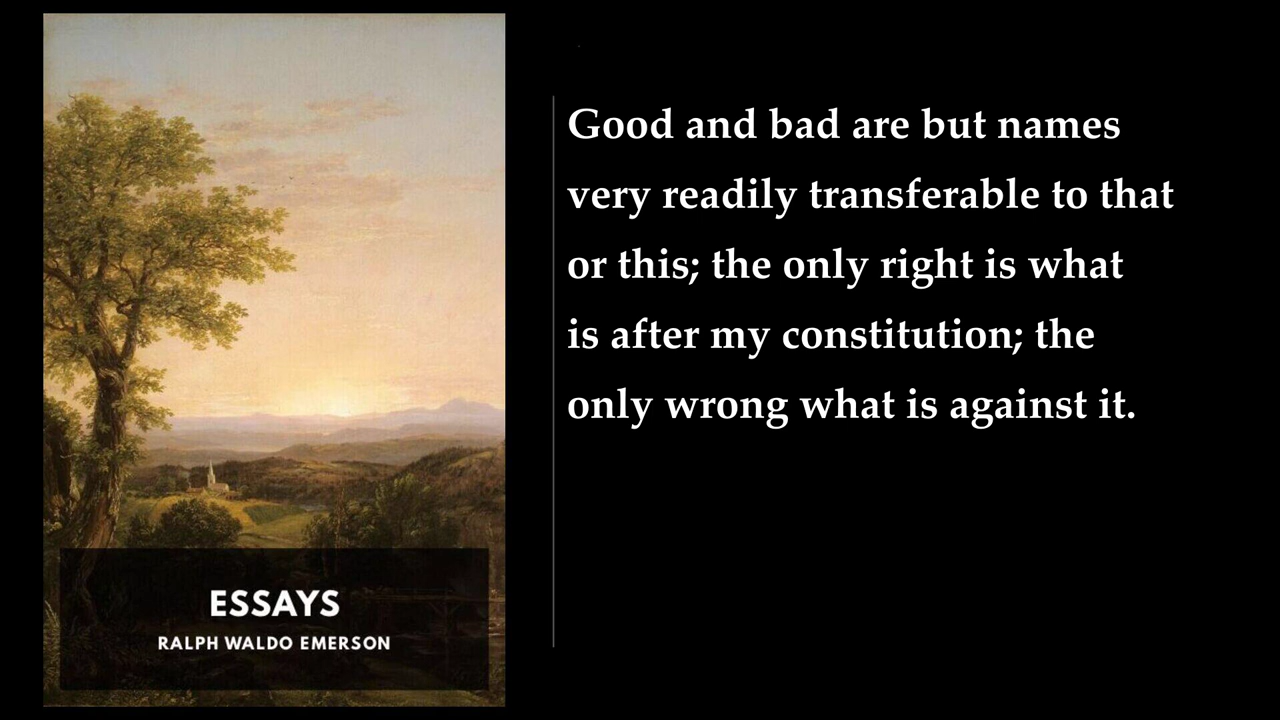 ESSAYS
RALPH WALDO EMERSON
Good and bad are but names
very readily transferable to that
or this; the only right is what
is after my constitution; the
only wrong what is against it.